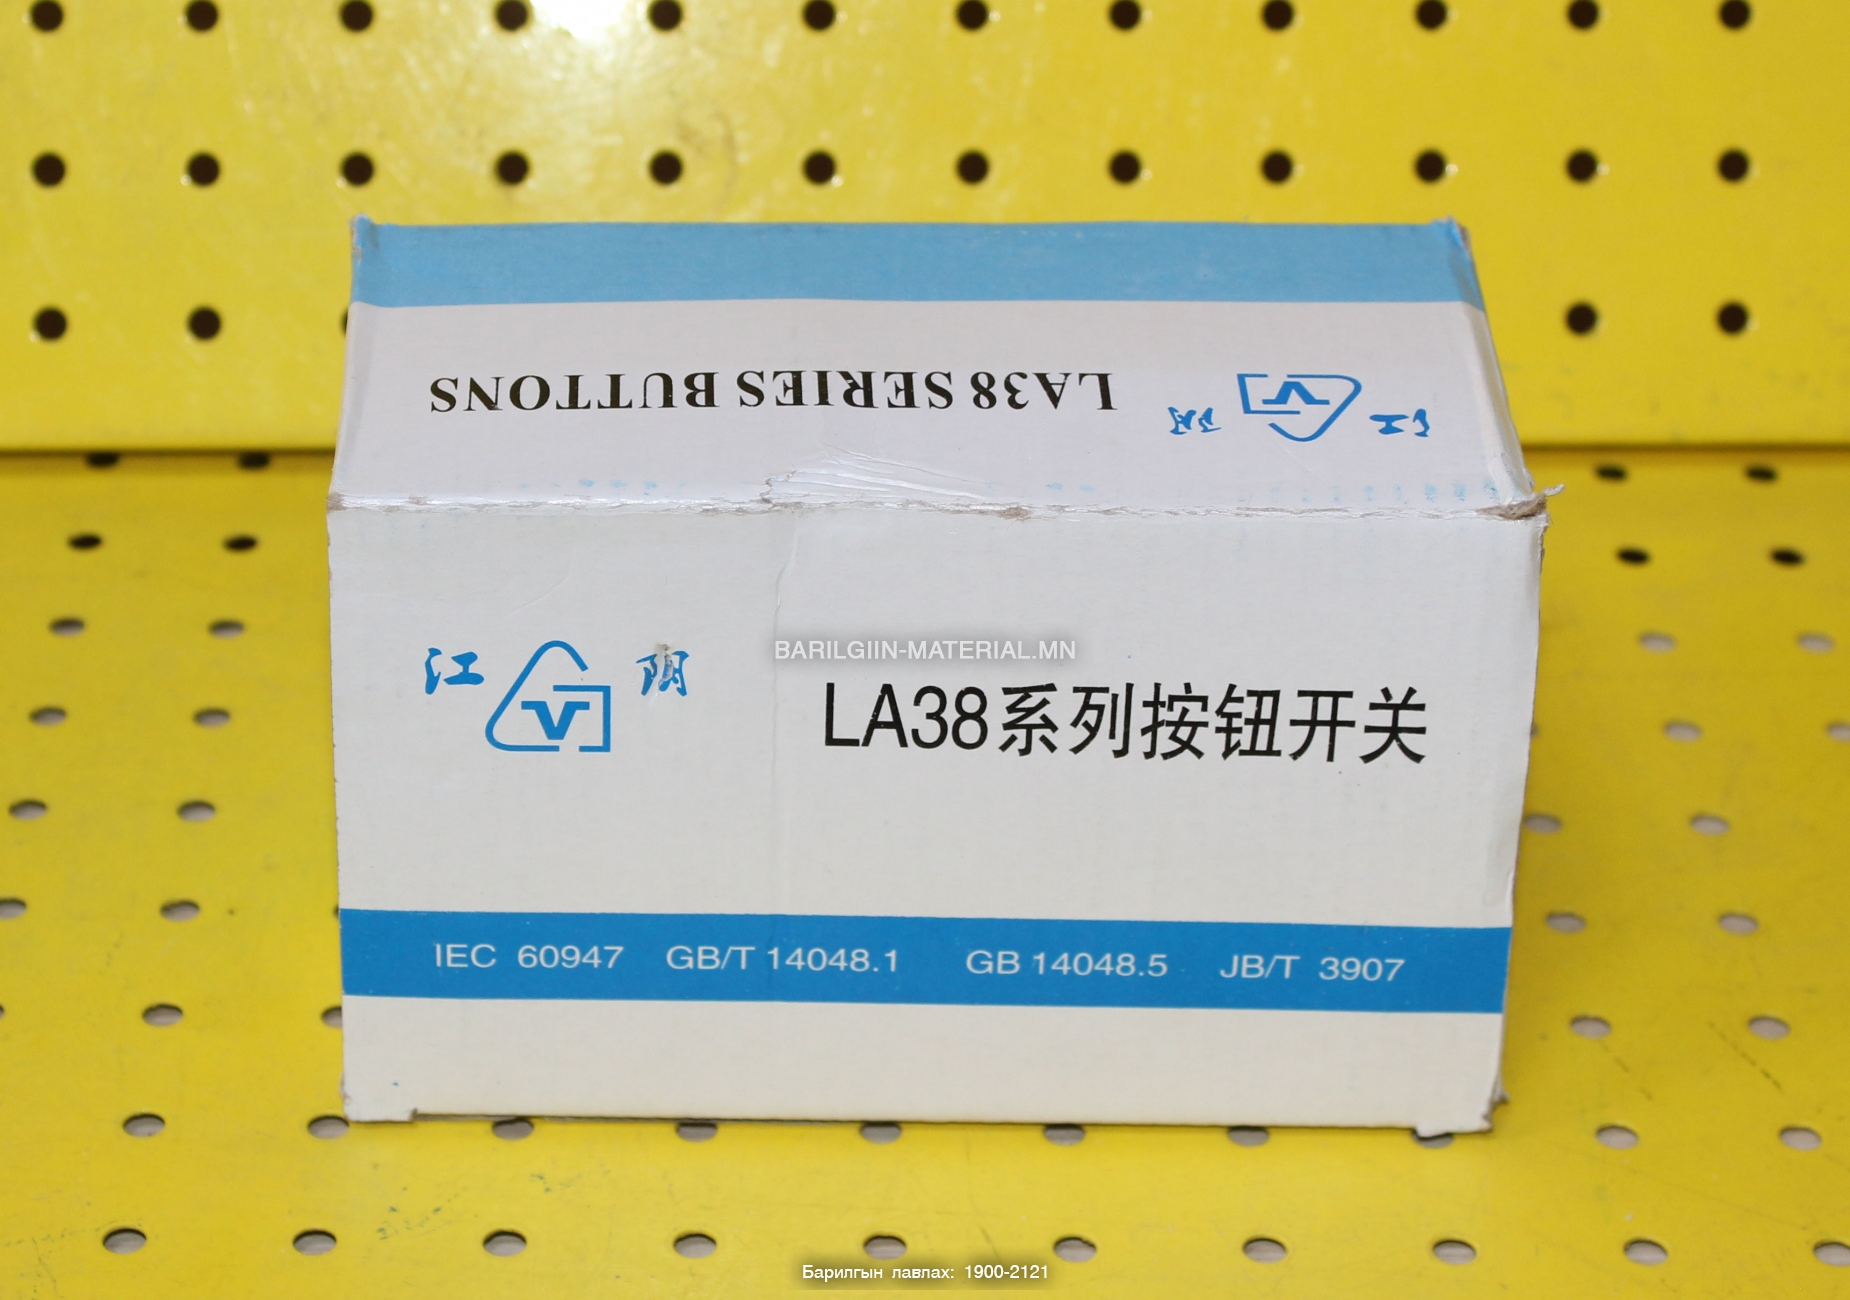 LA38 SERIES BUTTONS
江 阴
江 阴
BARILGIIN-MATERIAL.MN
LA38系列按钮开关
IEC 60947 GB/T 14048.1 GB 14048.5 JB/T 3907
Барилгын лавлах: 1900-2121